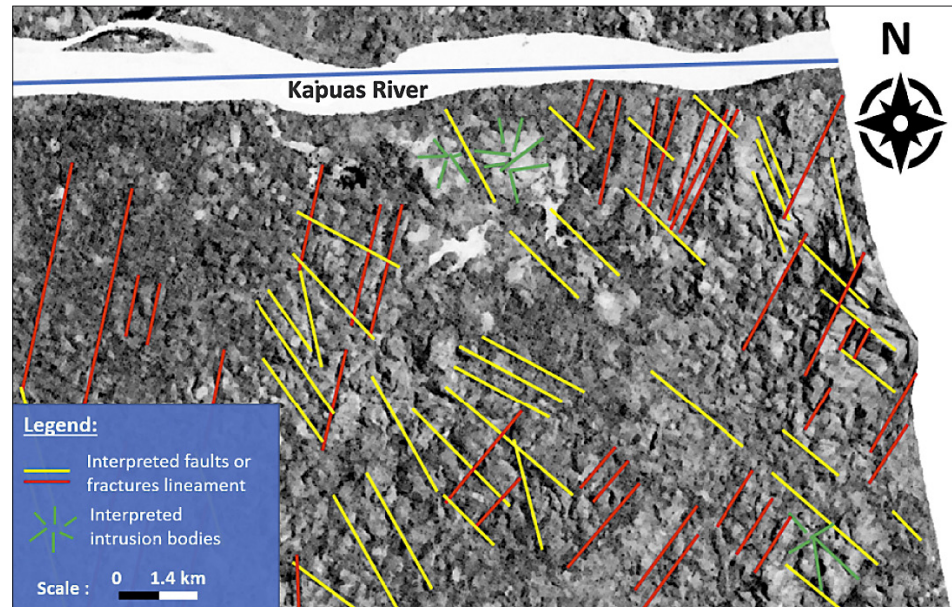 N
Kapuas River
Legend:
Interpreted faults or
fractures lineament
Interpreted
intrusion bodies
Scale : 0 1.4 km